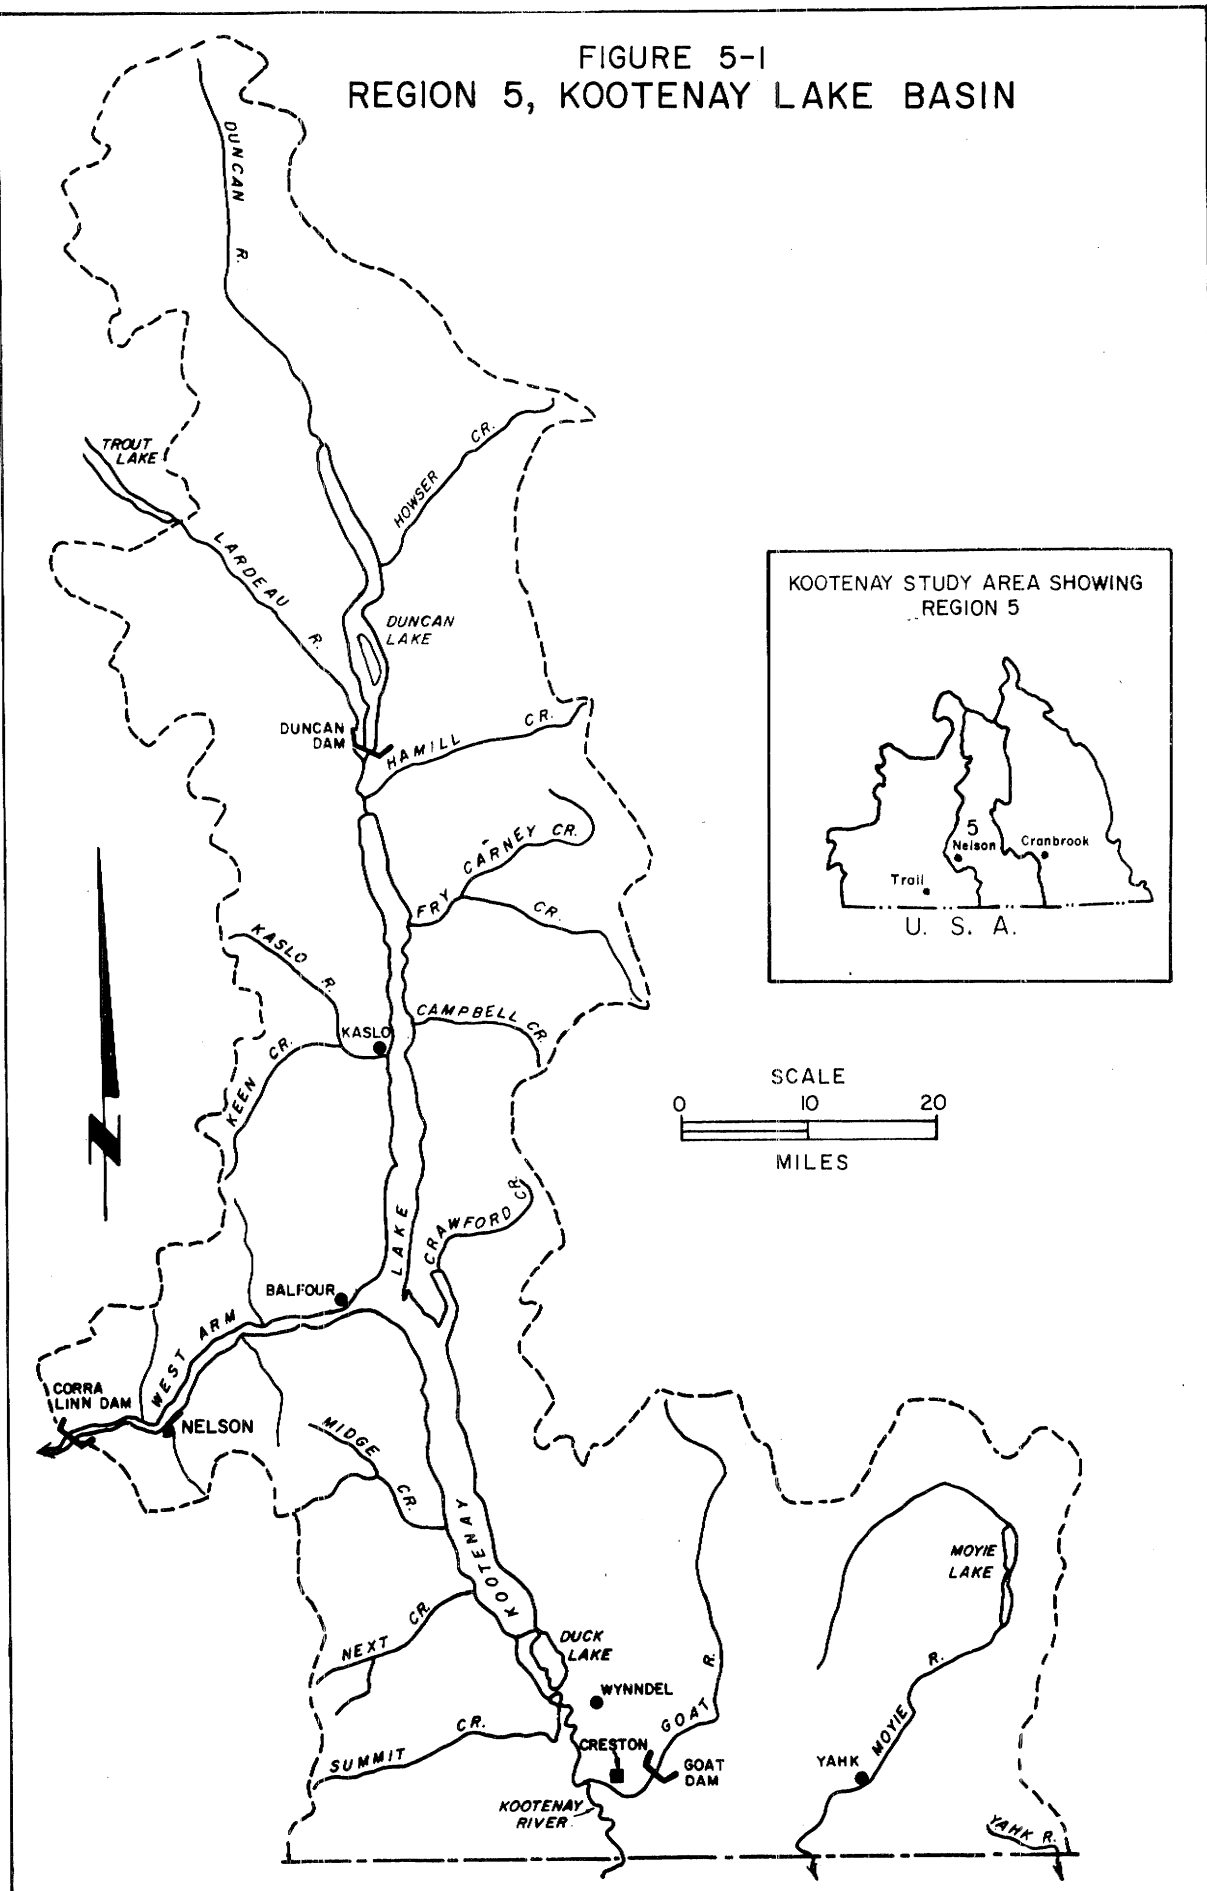 FIGURE 5-1
REGION 5, KOOTENAY LAKE BASIN
DUNCAN R.
TROUT
LAKE
HOWSER CR.
LARDEAU R.
DUNCAN
LAKE
KOOTENAY STUDY AREA SHOWING
REGION 5
5
Nelson
Cranbrook
Trail
U. S. A.
DUNCAN
DAM
HAMILL CR.
CARNEY CR.
FRY CR.
KASLO R.
CAMPBELL CR.
KASLO
KEEN CR.
SCALE
0 10 20
MILES
N
CRAWFORD CR.
KOOTENAY LAKE
BALFOUR
WEST ARM
CORRA
LINN DAM
NELSON
MIDGE CR.
MOYIE
LAKE
NEXT CR.
DUCK
LAKE
WYNNDEL
GOAT R.
SUMMIT CR.
CRESTON
GOAT
DAM
YAHK
MOYIE R.
KOOTENAY
RIVER
YAHK R.